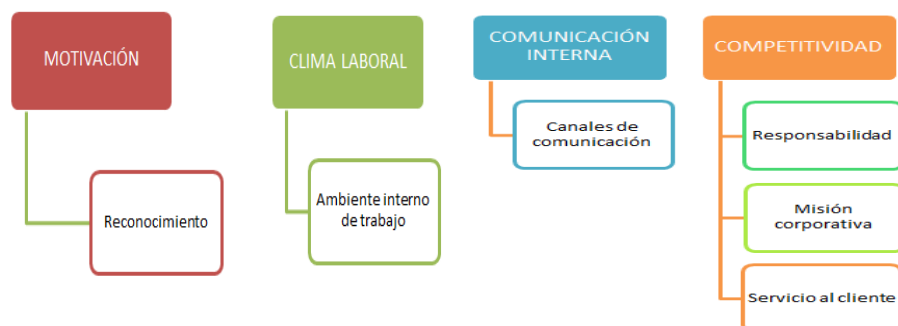 MOTIVACIÓN
Reconocimiento
CLIMA LABORAL
Ambiente interno
de trabajo
COMUNICACIÓN
INTERNA
Canales de
comunicación
COMPETITIVIDAD
Responsabilidad
Misión
corporativa
Servicio al cliente